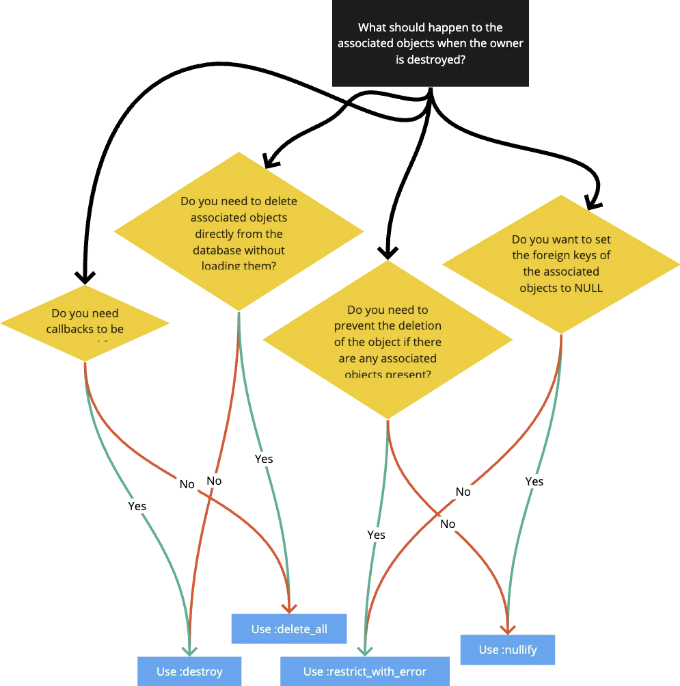 What should happen to the
associated objects when the owner
is destroyed?
Do you need to delete
associated objects
directly from the
database without
loading them?
Do you want to set
the foreign keys of
the associated
objects to NULL
Do you need
callbacks to be
Do you need to
prevent the deletion
of the object if there
are any associated
objects present?
Yes
No
No
Yes
Yes
No
No
Yes
Use :delete_all
Use :nullify
Use :destroy
Use :restrict_with_error